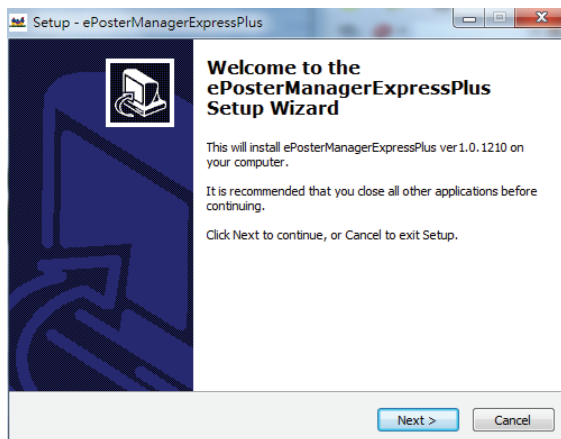 Setup - ePosterManagerExpressPlus
Welcome to the
ePosterManagerExpressPlus
Setup Wizard
This will install ePosterManagerExpressPlus ver1.0.1210 on
your computer.
It is recommended that you close all other applications before
continuing.
Click Next to continue, or Cancel to exit Setup.
Next >
Cancel